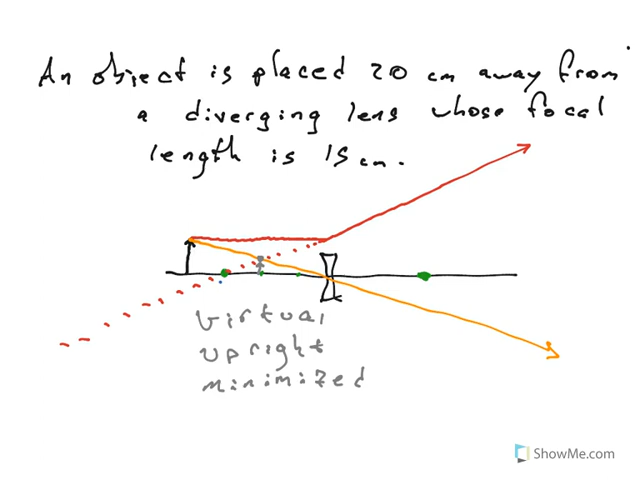 An object is placed 20 cm away from
a diverging lens whose focal
length is 15 cm.
virtual
upright
minimized
ShowMe.com